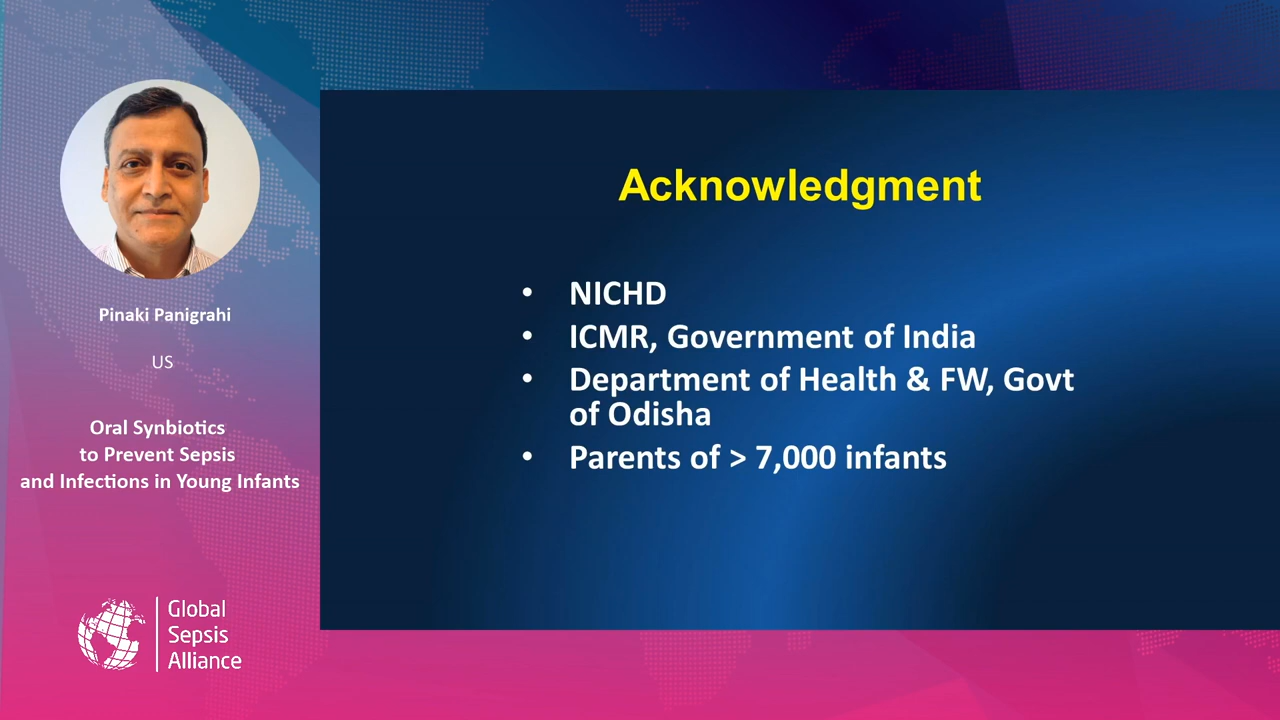 Pinaki Panigrahi
US
Oral Synbiotics
to Prevent Sepsis
and Infections in Young Infants
Global
Sepsis
Alliance
Acknowledgment
• NICHD
• ICMR, Government of India
• Department of Health & FW, Govt
of Odisha
• Parents of > 7,000 infants